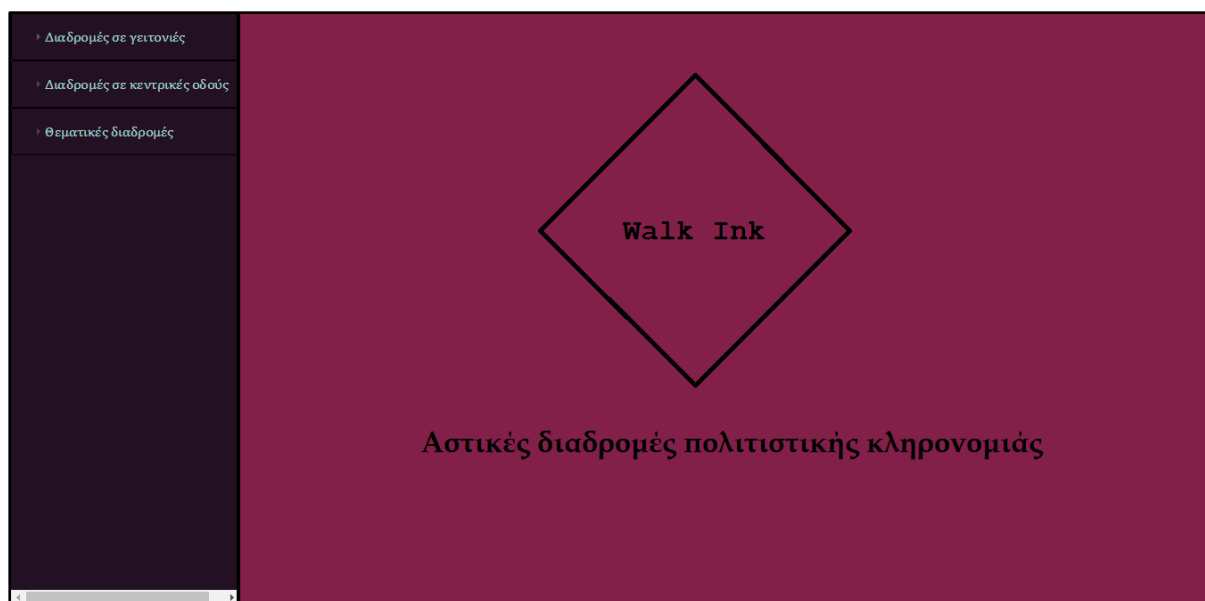 Διαδρομές σε γειτονιές
Διαδρομές σε κεντρικές οδούς
Θεματικές διαδρομές
Walk Ink
Αστικές διαδρομές πολιτιστικής κληρονομιάς